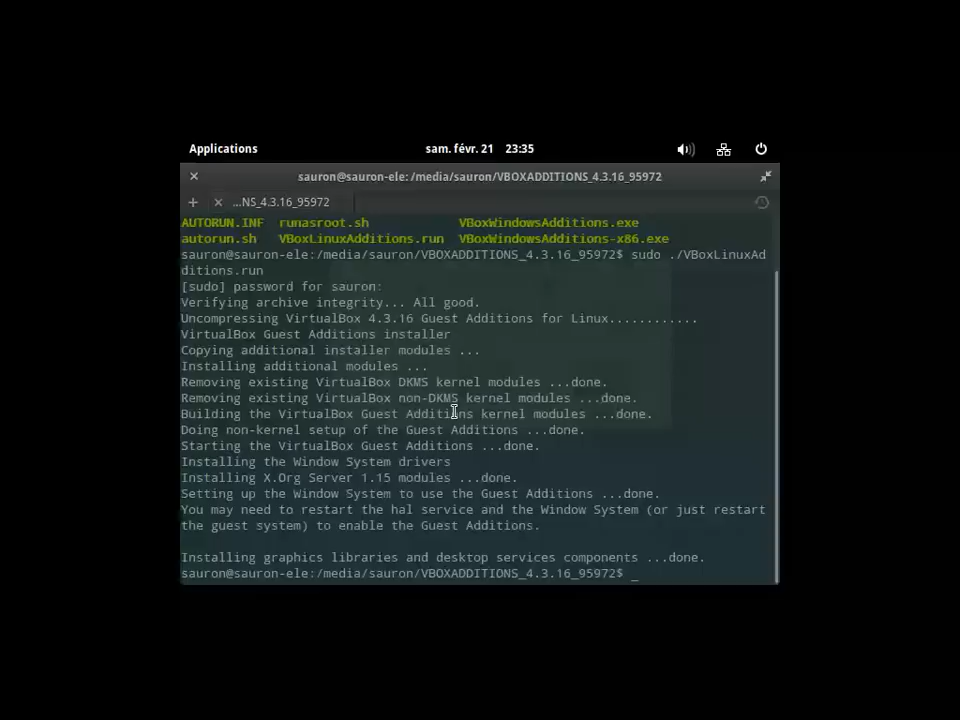 Applications sam. févr. 21 23:35
sauron@sauron-ele: /media/sauron/VBOXADDITIONS_4.3.16_95972
...NS_4.3.16_95972
AUTORUN.INF runasroot.sh VBoxWindowsAdditions.exe
autorun.sh VBoxLinuxAdditions.run VBoxWindowsAdditions-x86.exe
sauron@sauron-ele:/media/sauron/VBOXADDITIONS_4.3.16_95972$ sudo ./VBoxLinuxAd
ditions.run
[sudo] password for sauron:
Verifying archive integrity... All good.
Uncompressing VirtualBox 4.3.16 Guest Additions for Linux............
VirtualBox Guest Additions installer
Copying additional installer modules ...
Installing additional modules ...
Removing existing VirtualBox DKMS kernel modules ...done.
Removing existing VirtualBox non-DKMS kernel modules ...done.
Building the VirtualBox Guest Additions kernel modules ...done.
Doing non-kernel setup of the Guest Additions ...done.
Starting the VirtualBox Guest Additions ...done.
Installing the Window System drivers
Installing X.Org Server 1.15 modules ...done.
Setting up the Window System to use the Guest Additions ...done.
You may need to restart the hal service and the Window System (or just restart
the guest system) to enable the Guest Additions.
Installing graphics libraries and desktop services components ...done.
sauron@sauron-ele:/media/sauron/VBOXADDITIONS_4.3.16_95972$ _